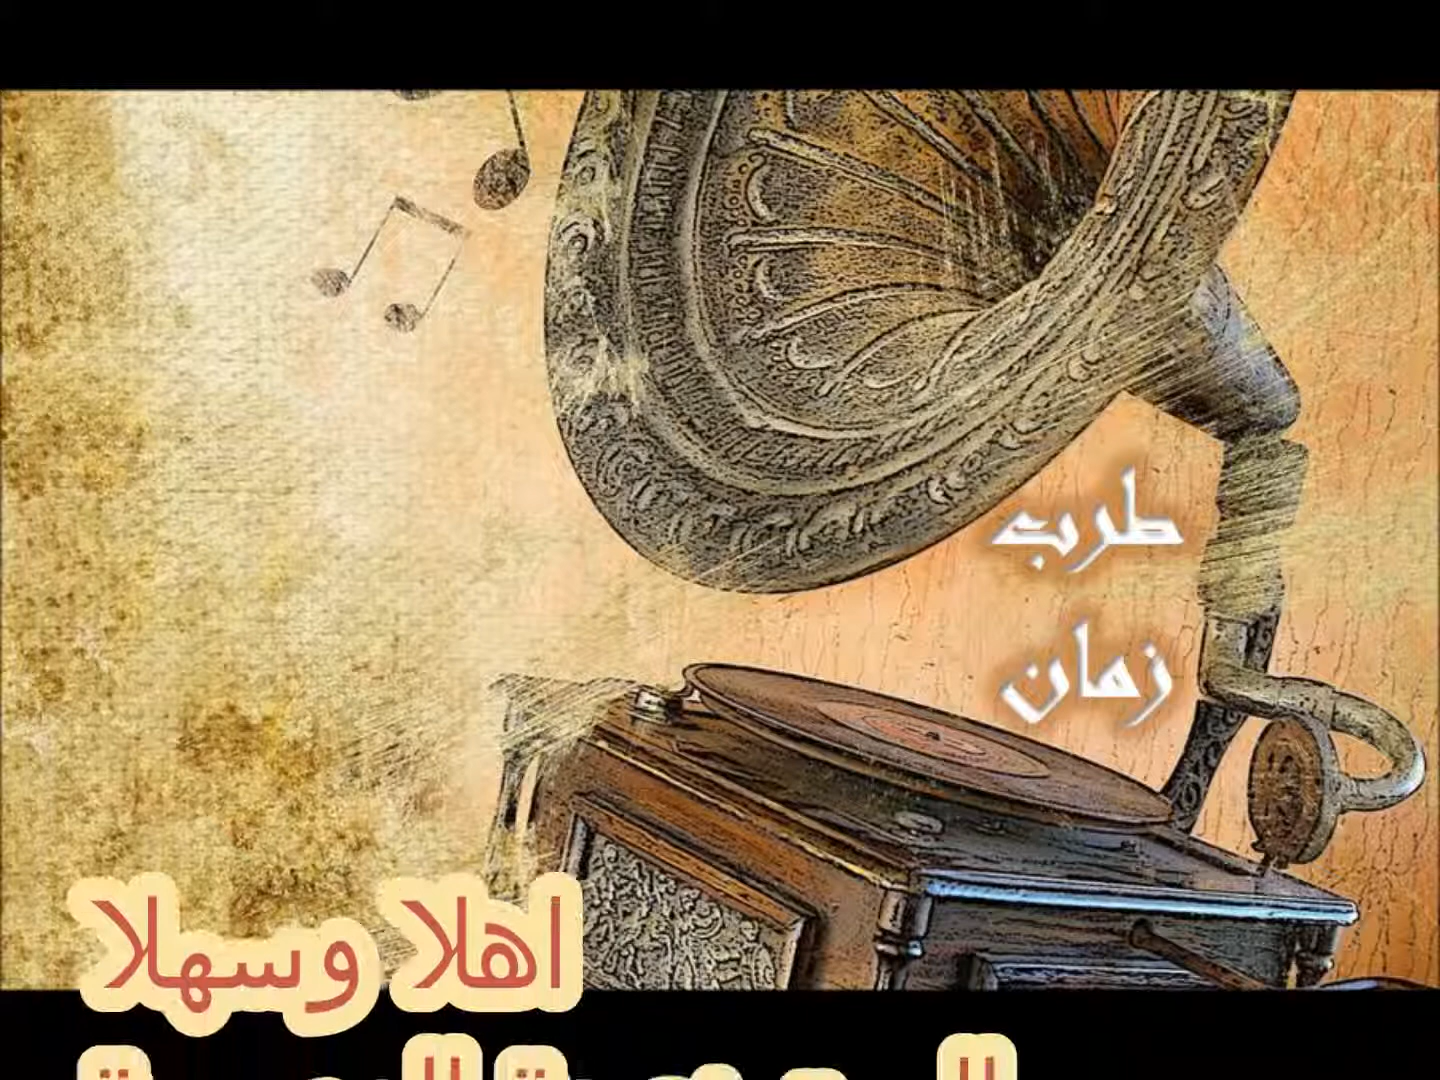 طرب
زمان
اهلا وسهلا